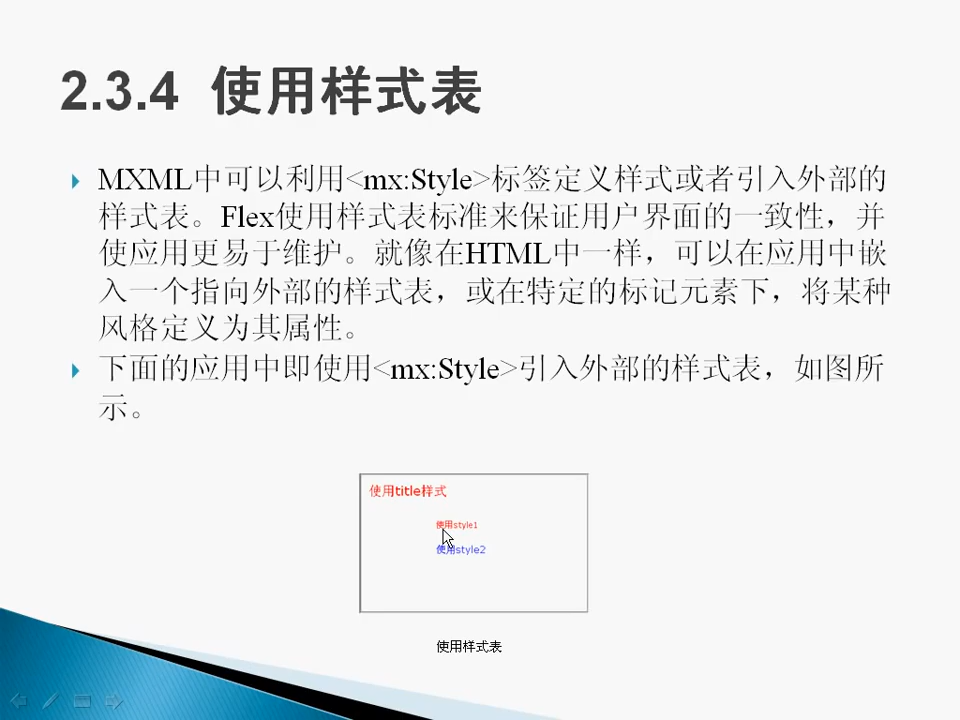 2.3.4 使用样式表
MXML中可以利用<mx:Style>标签定义样式或者引入外部的
样式表。Flex使用样式表标准来保证用户界面的一致性，并
使应用更易于维护。就像在HTML中一样，可以在应用中嵌
入一个指向外部的样式表，或在特定的标记元素下，将某种
风格定义为其属性。
下面的应用中即使用<mx:Style>引入外部的样式表，如图所
示。
使用title样式
使用style1
使用style2
使用样式表